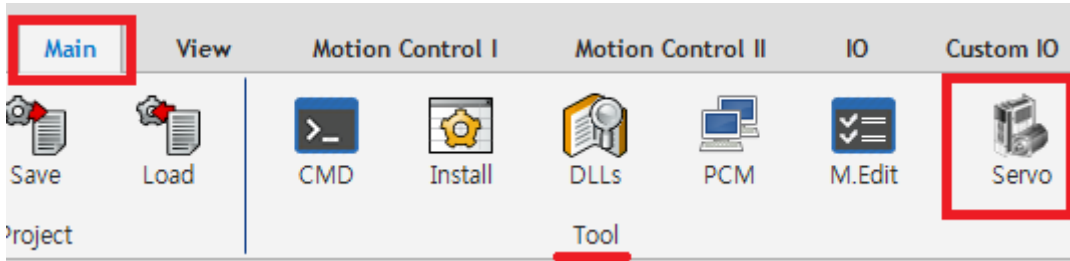 Main View Motion Control I Motion Control II IO Custom IO
Save Load CMD Install DLLs PCM M.Edit Servo
Project Tool